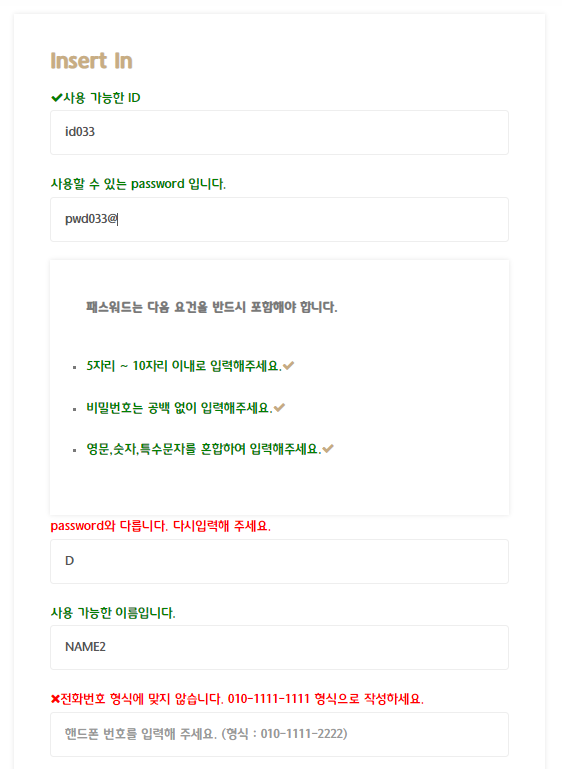 Insert In
✔사용 가능한 ID
id033
사용할 수 있는 password 입니다.
pwd033@
패스워드는 다음 요건을 반드시 포함해야 합니다.
▪ 5자리 ~ 10자리 이내로 입력해주세요.✔
▪ 비밀번호는 공백 없이 입력해주세요.✔
▪ 영문,숫자,특수문자를 혼합하여 입력해주세요.✔
password와 다릅니다. 다시입력해 주세요.
D
사용 가능한 이름입니다.
NAME2
✖전화번호 형식에 맞지 않습니다. 010-1111-1111 형식으로 작성하세요.
핸드폰 번호를 입력해 주세요. (형식 : 010-1111-2222)